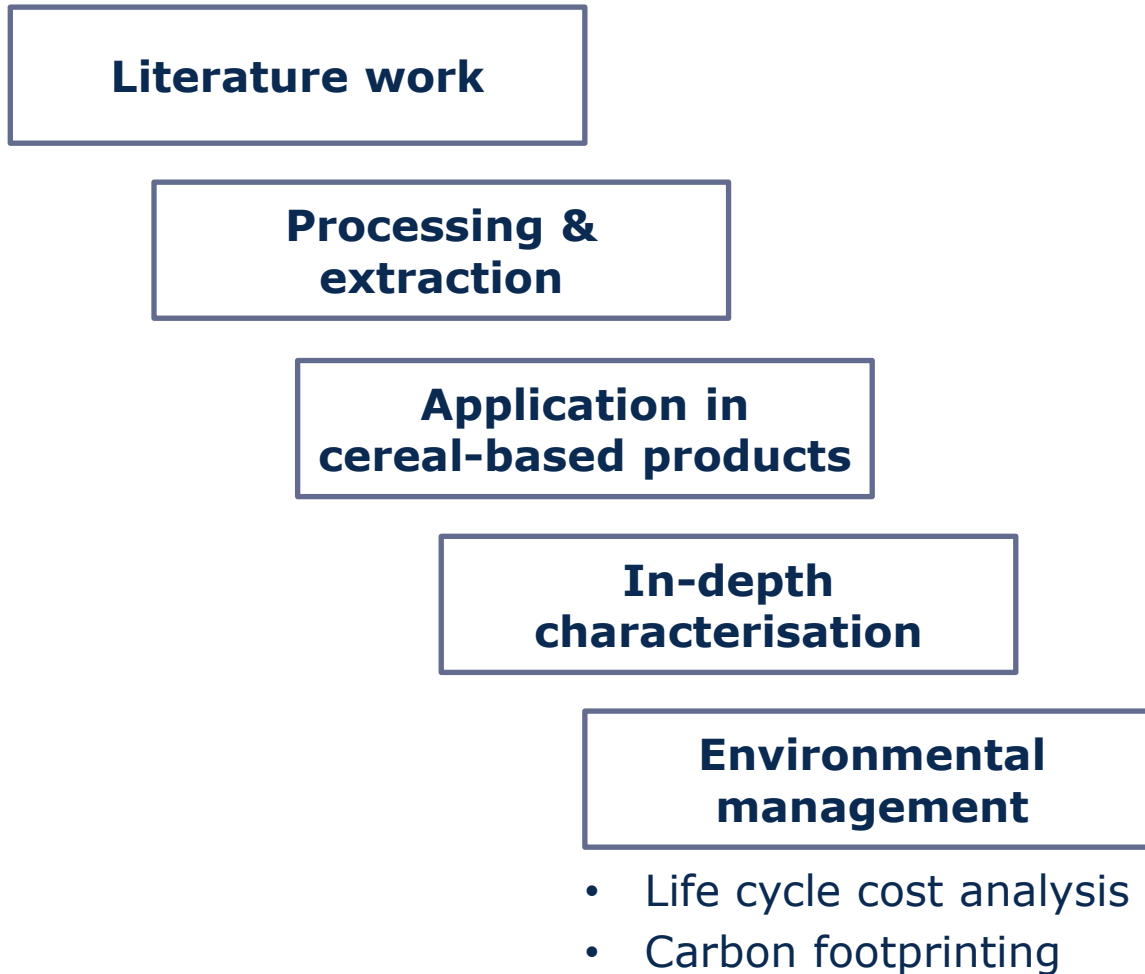 Literature work
Processing &
extraction
Application in
cereal-based products
In-depth
characterisation
Environmental
management
• Life cycle cost analysis
• Carbon footprinting